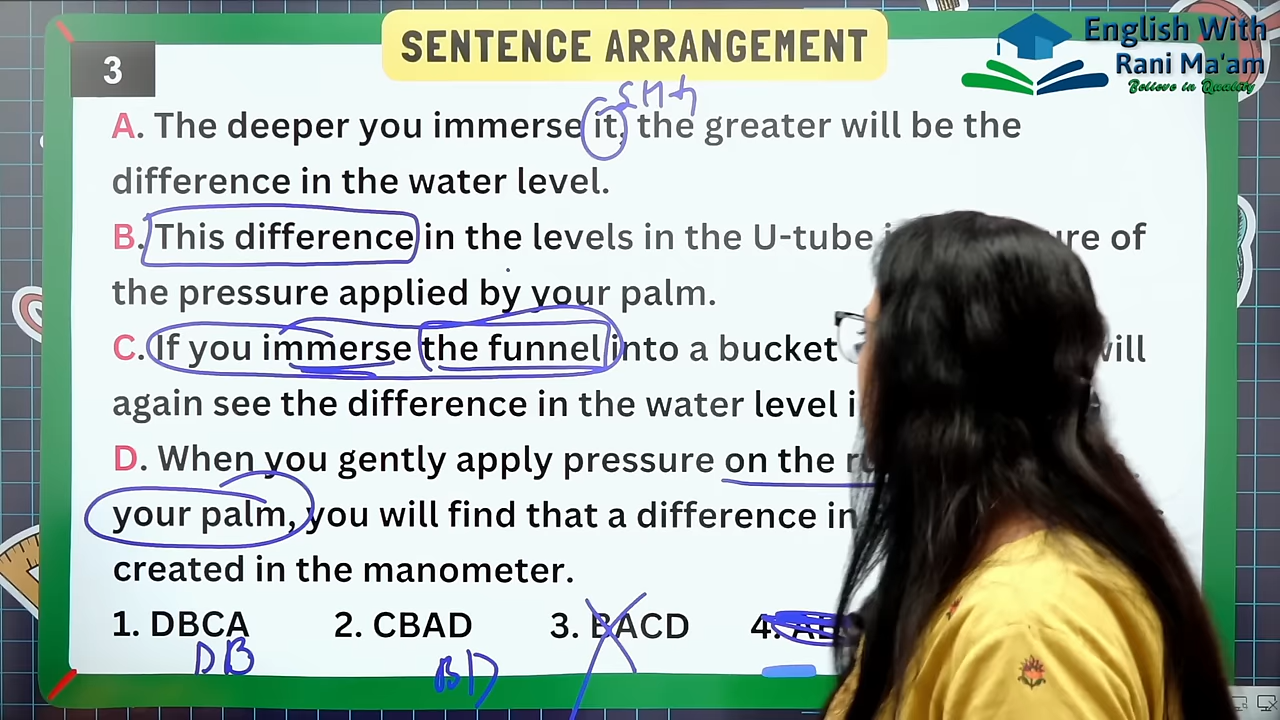 SENTENCE ARRANGEMENT
English With
Rani Ma'am
Believe in Quality
3
A. The deeper you immerse it, the greater will be the
difference in the water level.
B. This difference in the levels in the U-tube of
the pressure applied by your palm.
C. If you immerse the funnel into a bucket will
again see the difference in the water level
D. When you gently apply pressure on the
your palm, you will find that a difference in
created in the manometer.
1. DBCA 2. CBAD 3. BACD 4.
DB BD